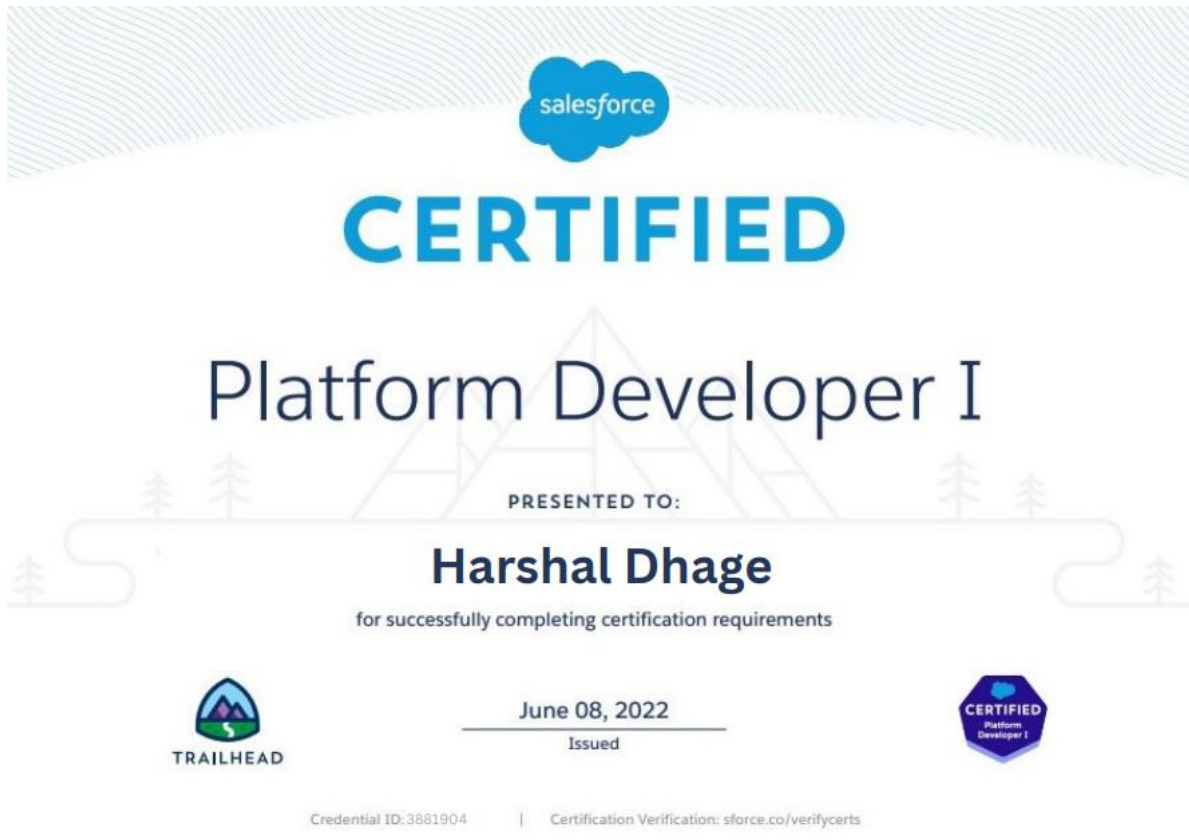 salesforce
CERTIFIED
Platform Developer I
PRESENTED TO:
Harshal Dhage
for successfully completing certification requirements
June 08, 2022
Issued
TRAILHEAD
CERTIFIED
Platform
Developer I
Credential ID: 3881904 | Certification Verification: sforce.co/verifycerts